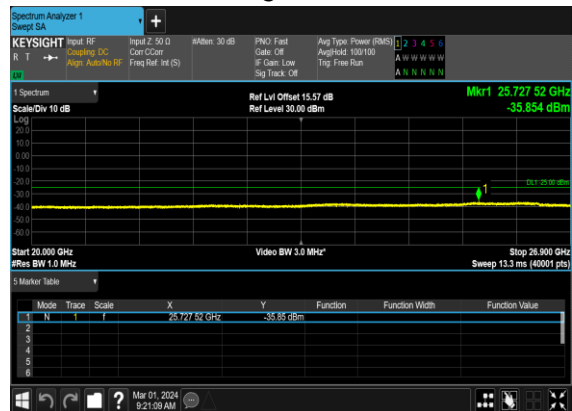 Spectrum Analyzer 1
Swept SA
KEYSIGHT Input: RF Input Z: 50 Ω #Atten: 30 dB PNO: Fast Avg Type: Power (RMS) 1 2 3 4 5 6
R T Coupling: DC Corr CCorr Gate: Off Avg|Hold: 100/100 A W W W W W
Align: Auto/No RF Freq Ref: Int (S) IF Gain: Low Trig: Free Run
Sig Track: Off A N N N N N
LXI
1 Spectrum Ref Lvl Offset 15.57 dB Mkr1 25.727 52 GHz
Scale/Div 10 dB Ref Level 30.00 dBm -35.854 dBm
Log
20.0
10.0
0.00
-10.0
-20.0 1 DL1 -25.00 dBm
-30.0
-40.0
-50.0
-60.0
Start 20.000 GHz Video BW 3.0 MHz* Stop 26.900 GHz
#Res BW 1.0 MHz Sweep 13.3 ms (40001 pts)
5 Marker Table
Mode Trace Scale X Y Function Function Width Function Value
1 N 1 f 25.727 52 GHz -35.85 dBm
2
3
4
5
6
? Mar 01, 2024
9:21:09 AM